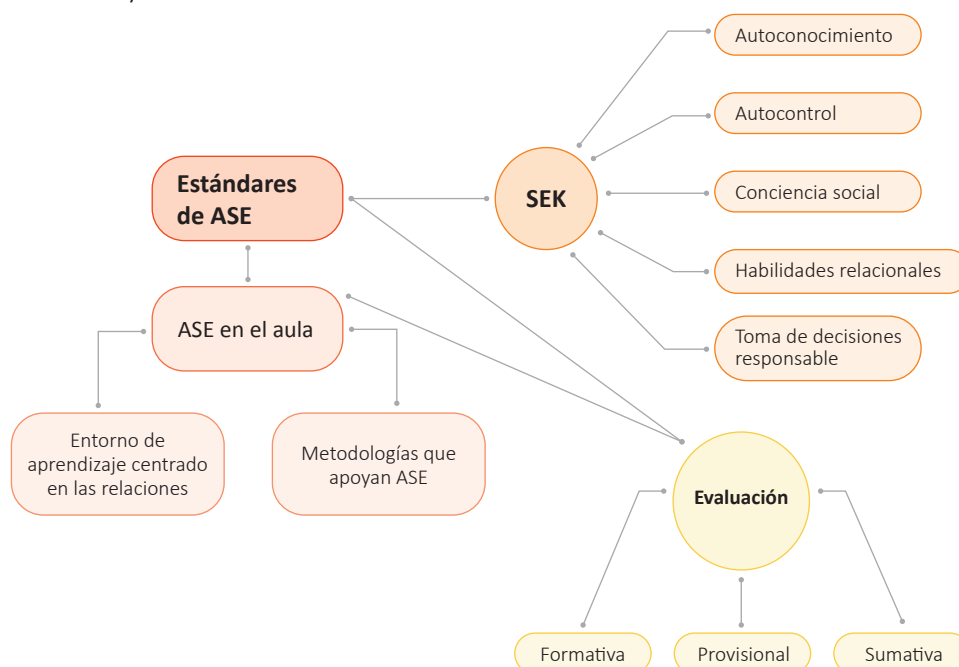 Autoconocimiento
Autocontrol
Estándares
de ASE
SEK
Conciencia social
Habilidades relacionales
ASE en el aula
Toma de decisiones
responsable
Entorno de
aprendizaje centrado
en las relaciones
Metodologías que
apoyan ASE
Evaluación
Formativa
Provisional
Sumativa